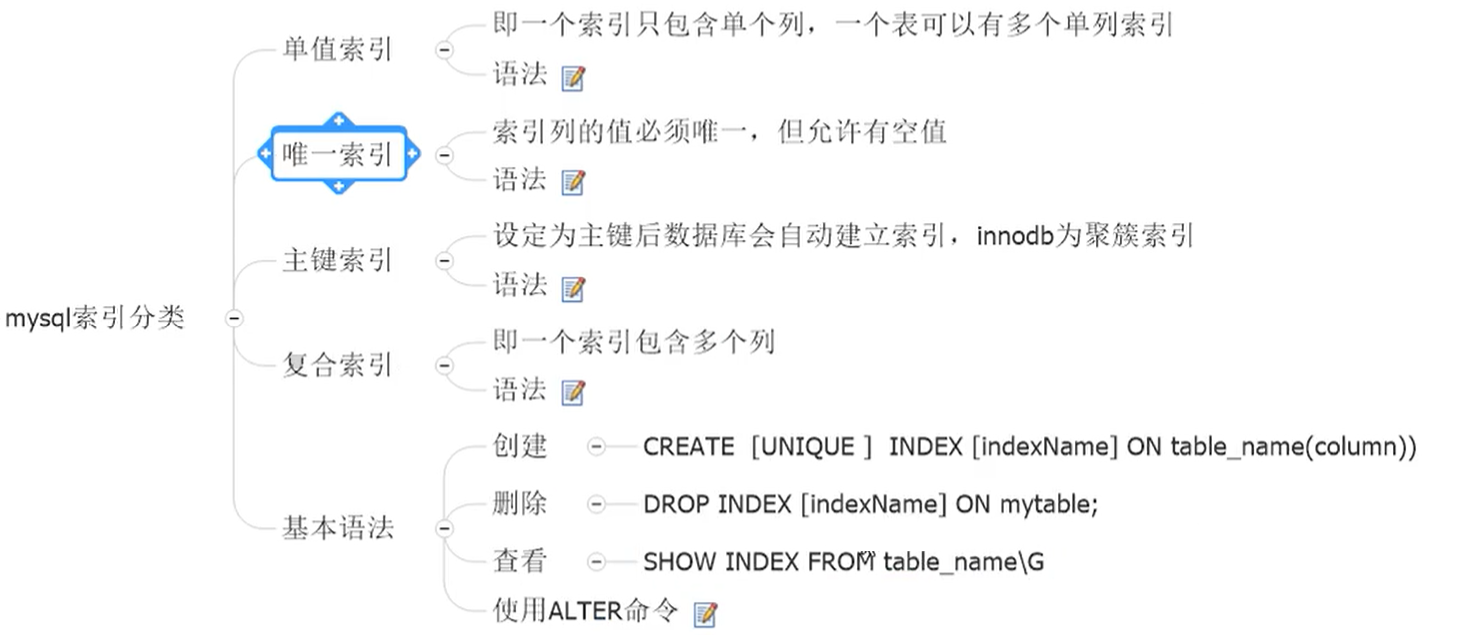 mysql索引分类
单值索引
即一个索引只包含单个列，一个表可以有多个单列索引
语法
唯一索引
索引列的值必须唯一，但允许有空值
语法
主键索引
设定为主键后数据库会自动建立索引，innodb为聚簇索引
语法
复合索引
即一个索引包含多个列
语法
基本语法
创建
CREATE [UNIQUE ] INDEX [indexName] ON table_name(column))
删除
DROP INDEX [indexName] ON mytable;
查看
SHOW INDEX FROM table_name\G
使用ALTER命令